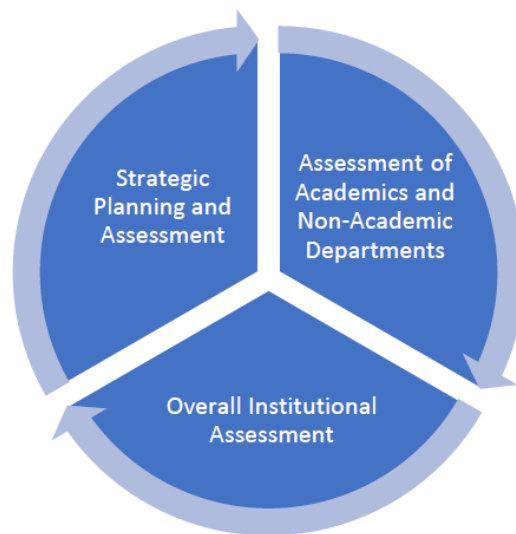 Strategic
Planning and
Assessment
Assessment of
Academics and
Non-Academic
Departments
Overall Institutional
Assessment